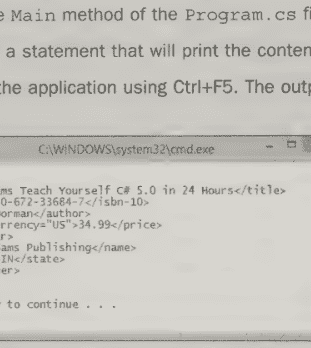 e Main method of the Program.cs fi
a statement that will print the conten
the application using Ctrl+F5. The outp
C:\WINDOWS\system32\cmd.exe
ms Teach Yourself C# 5.0 in 24 Hours</title>
0-672-33684-7</isbn-10>
orman</author>
rrency="US">34.99</price>
r>
ams Publishing</name>
IN</state>
er>
to continue . . .